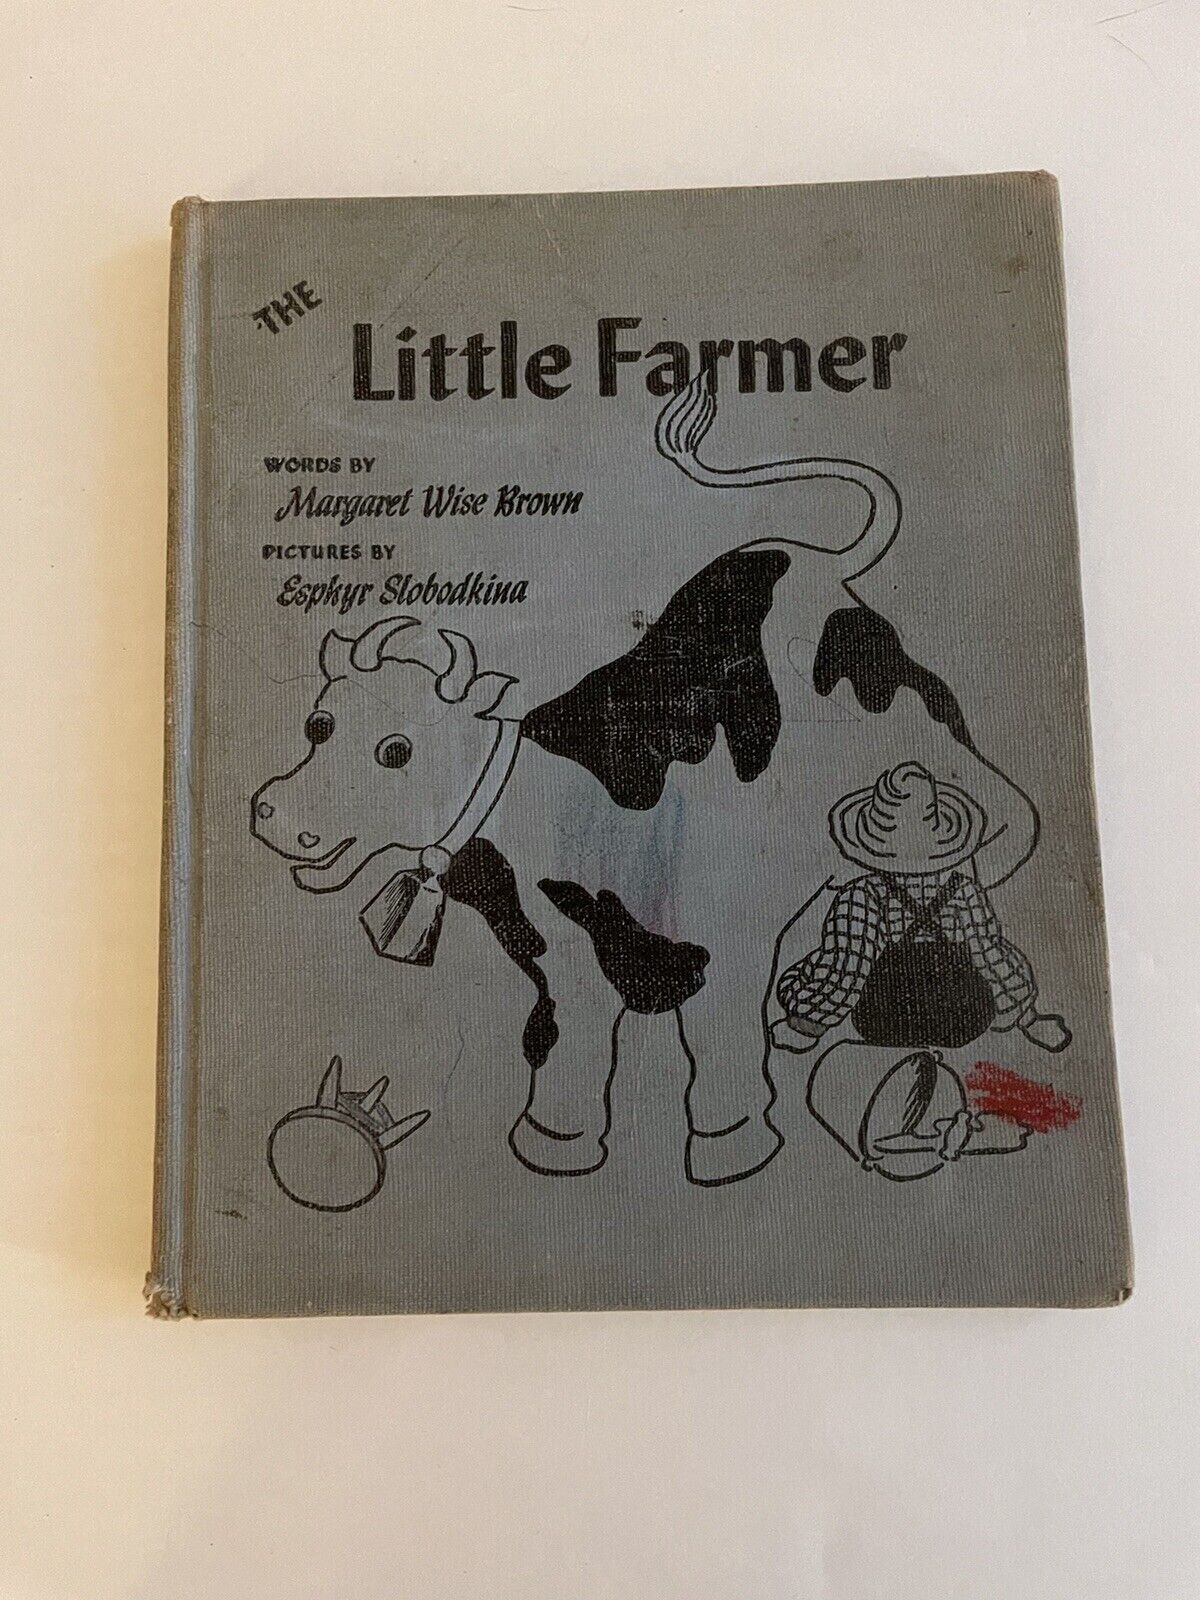 THE
Little Farmer
WORDS BY
Margaret Wise Brown
PICTURES BY
Esphyr Slobodkina